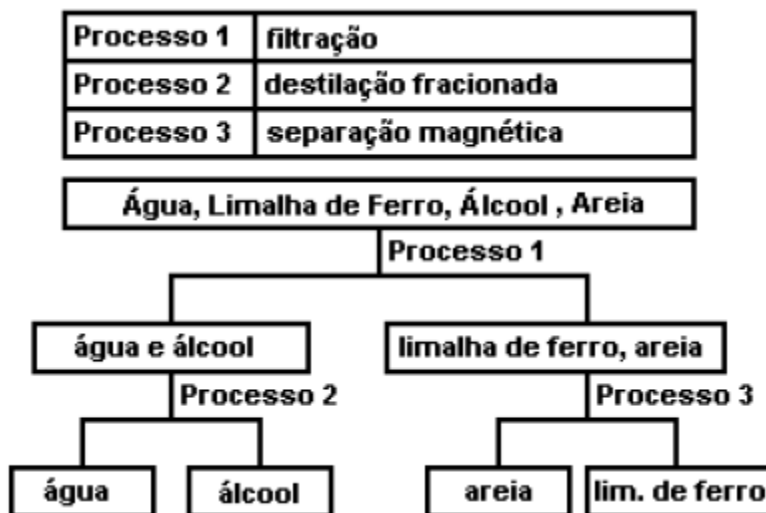 Processo 1 filtração
Processo 2 destilação fracionada
Processo 3 separação magnética
Água, Limalha de Ferro, Álcool , Areia
Processo 1
água e álcool limalha de ferro, areia
Processo 2 Processo 3
água álcool areia lim. de ferro